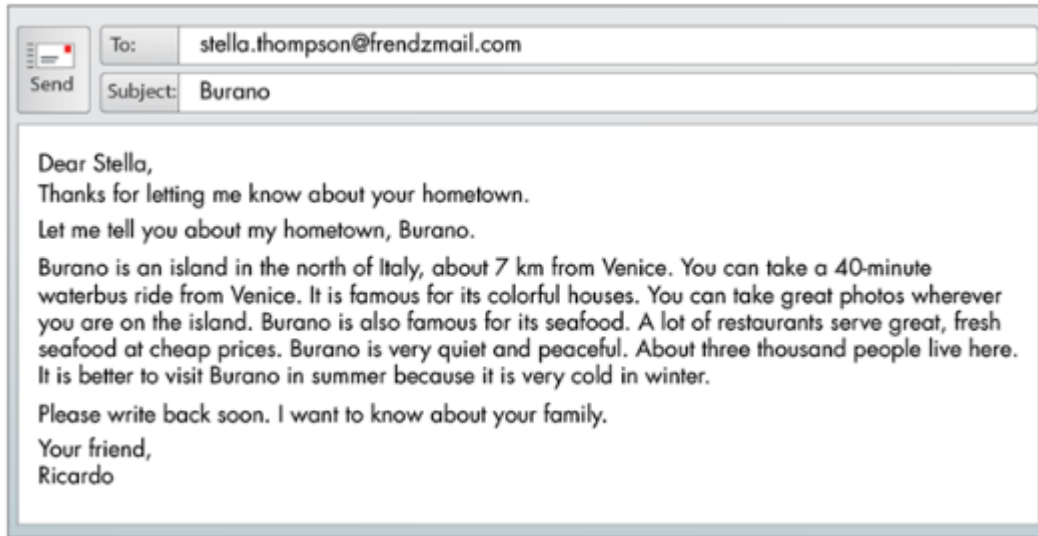 To: stella.thompson@frendzmail.com
Send
Subject: Burano
Dear Stella,
Thanks for letting me know about your hometown.
Let me tell you about my hometown, Burano.
Burano is an island in the north of Italy, about 7 km from Venice. You can take a 40-minute
waterbus ride from Venice. It is famous for its colorful houses. You can take great photos wherever
you are on the island. Burano is also famous for its seafood. A lot of restaurants serve great, fresh
seafood at cheap prices. Burano is very quiet and peaceful. About three thousand people live here.
It is better to visit Burano in summer because it is very cold in winter.
Please write back soon. I want to know about your family.
Your friend,
Ricardo